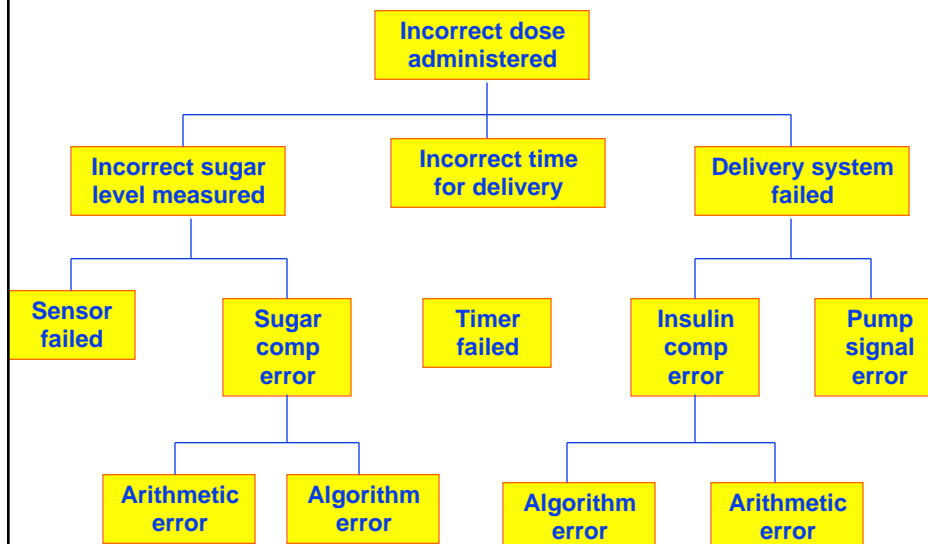 Incorrect dose
administered
Incorrect sugar
level measured
Incorrect time
for delivery
Delivery system
failed
Sensor
failed
Sugar
comp
error
Timer
failed
Insulin
comp
error
Pump
signal
error
Arithmetic
error
Algorithm
error
Algorithm
error
Arithmetic
error